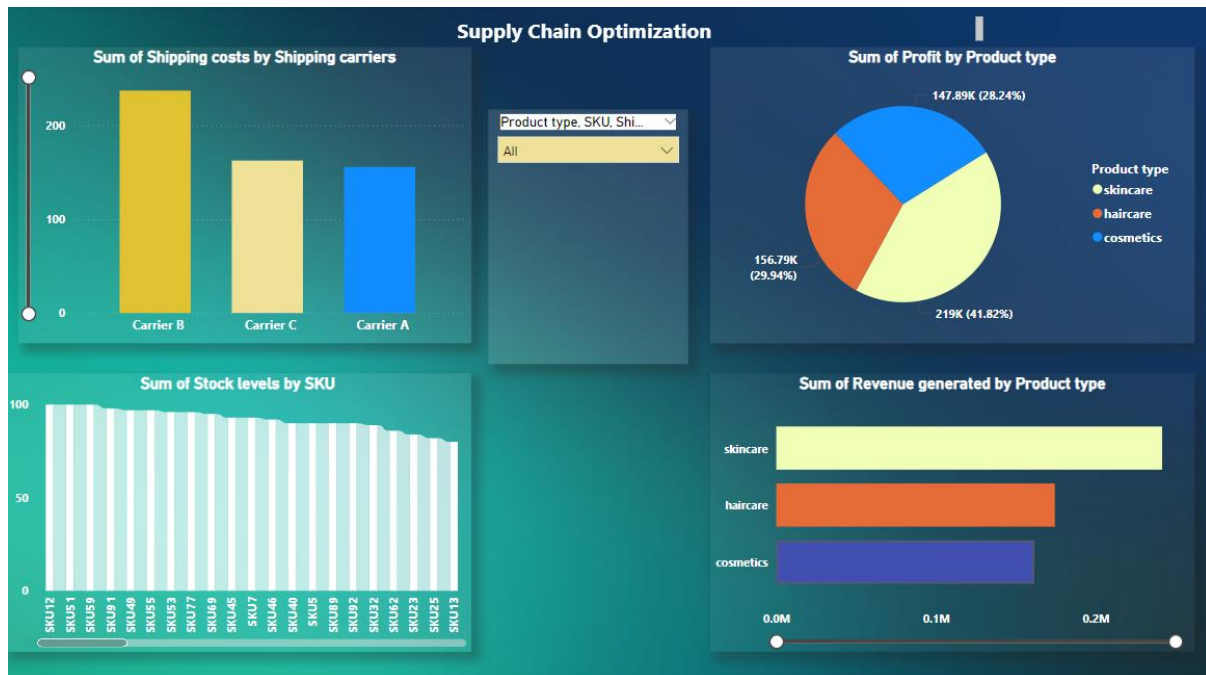 Supply Chain Optimization
Sum of Shipping costs by Shipping carriers
200
100
0
Carrier B
Carrier C
Carrier A
Product type, SKU, Shi...
All
Sum of Profit by Product type
147.89K (28.24%)
156.79K
(29.94%)
219K (41.82%)
Product type
skincare
haircare
cosmetics
Sum of Stock levels by SKU
100
50
0
SKU12
SKU51
SKU59
SKU91
SKU49
SKU55
SKU53
SKU77
SKU69
SKU45
SKU7
SKU46
SKU40
SKU5
SKU89
SKU92
SKU32
SKU62
SKU23
SKU25
SKU13
Sum of Revenue generated by Product type
skincare
haircare
cosmetics
0.0M
0.1M
0.2M